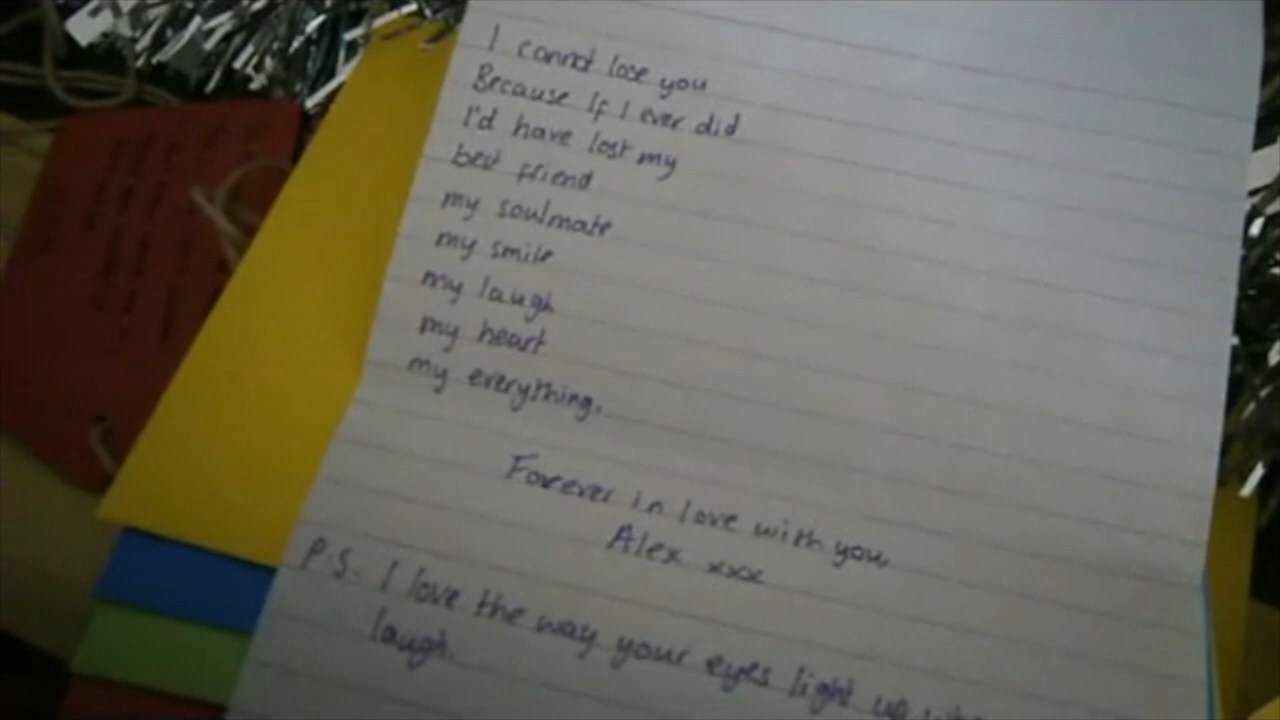 I cannot lose you
Because if I ever did
I'd have lost my
best friend
my soulmate
my smile
my laugh
my heart
my everything.
Forever in love with you
Alex xxx
P.S. I love the way your eyes light up
laugh.